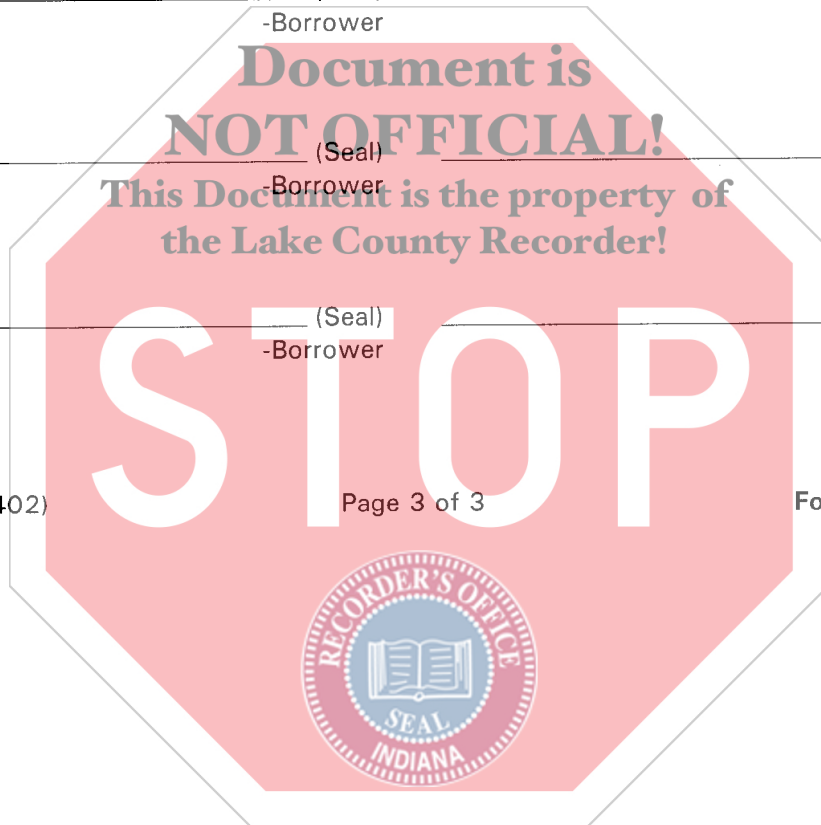 -Borrower
Document is
NOT OFFICIAL!
(Seal)
-Borrower
This Document is the property of
the Lake County Recorder!
(Seal)
-Borrower
STOP
402)
Page 3 of 3
Fo
RECORDER'S OFFICE
SEAL
INDIANA